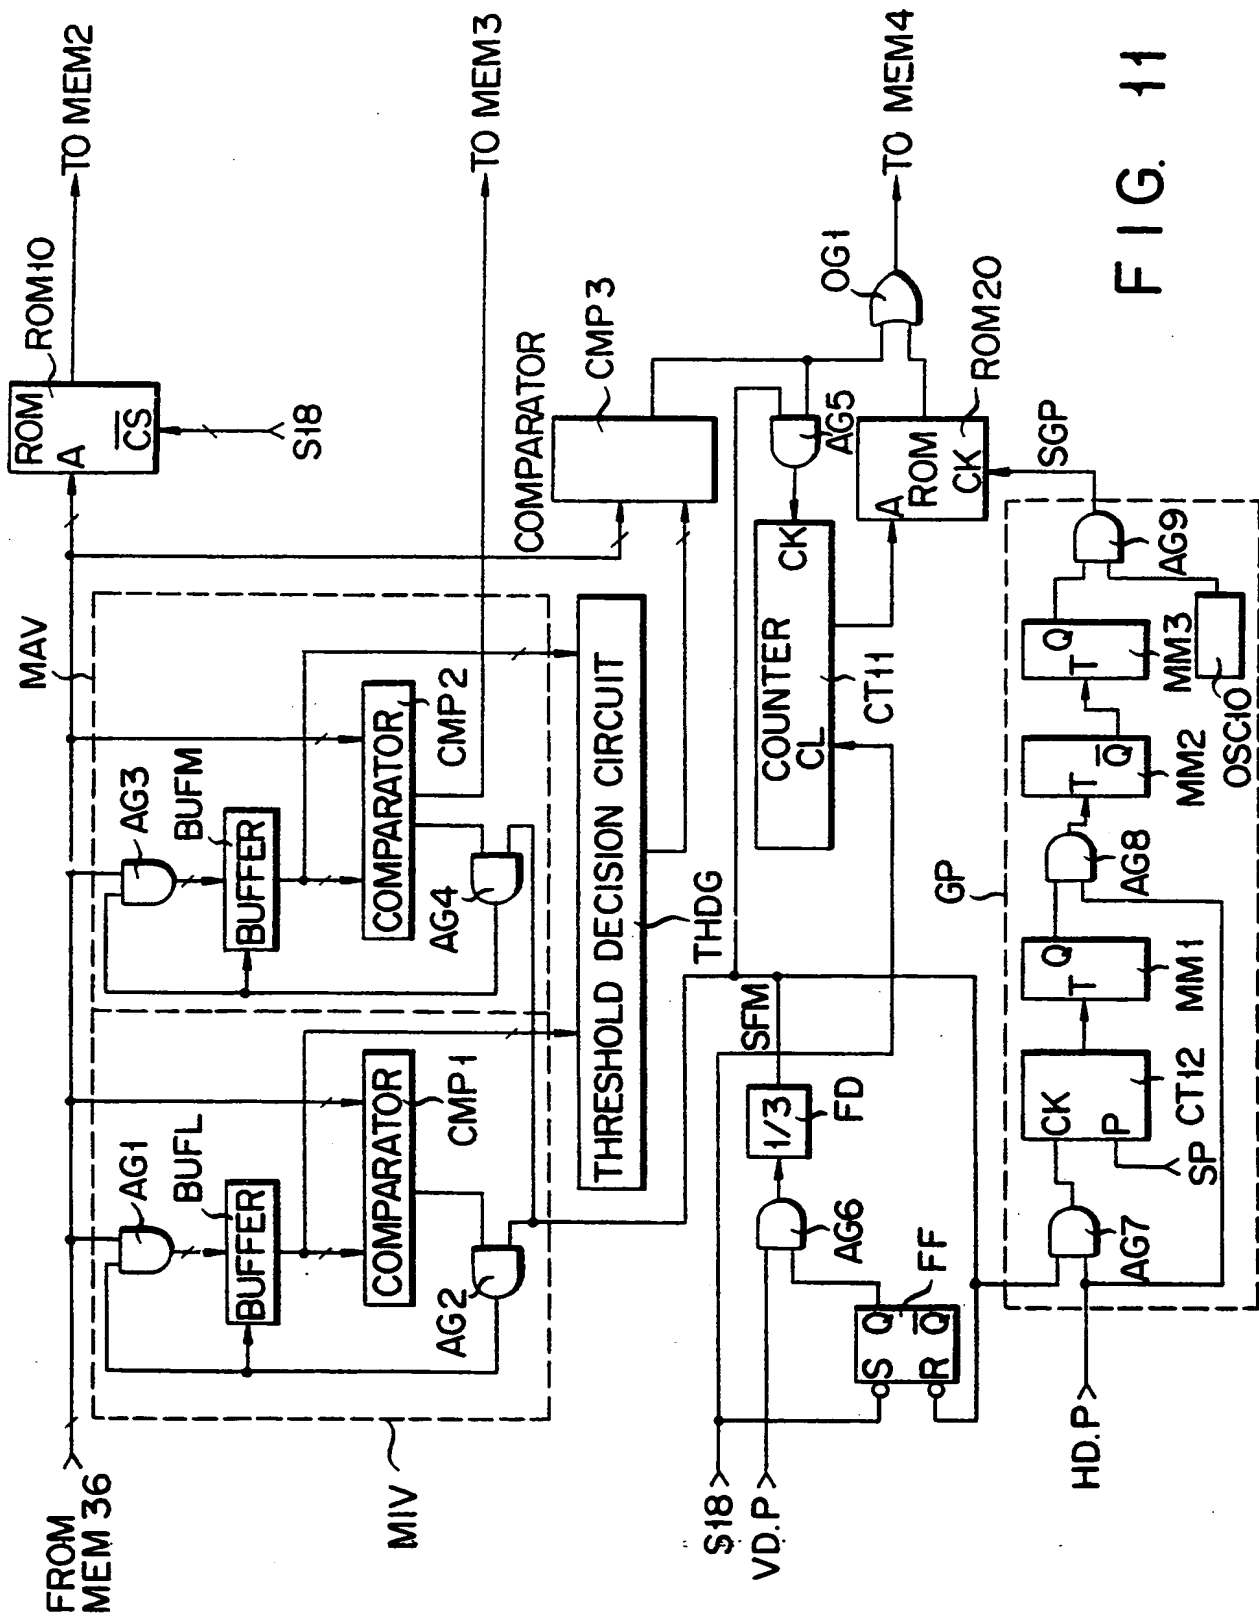 FROM
MEM 36
ROM10
ROM
A
CS
S18
TO MEM2
MAV
AG1
BUFL
BUFFER
COMPARATOR
CMP1
AG2
MIV
AG3
BUFM
BUFFER
COMPARATOR
CMP2
AG4
TO MEM3
THRESHOLD DECISION CIRCUIT
THDG
COMPARATOR
CMP3
S18
VD.P
S
Q
R
Q
FF
AG6
1/3
FD
SFM
COUNTER
CK
CL
CT11
AG5
OG1
TO MEM4
A
ROM
CK
ROM20
SGP
GP
HD.P
AG7
CK
P
SP
CT12
T
Q
MM1
AG8
T
Q
MM2
T
Q
MM3
OSC10
AG9
FIG. 11